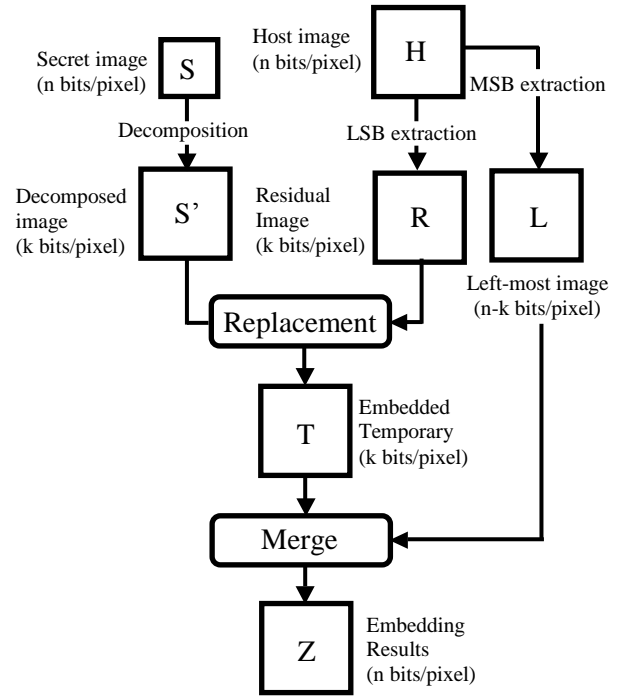 Secret image
(n bits/pixel)
S
Host image
(n bits/pixel)
H
MSB extraction
Decomposition
LSB extraction
Decomposed
image
(k bits/pixel)
S’
Residual
Image
(k bits/pixel)
R
L
Left-most image
(n-k bits/pixel)
Replacement
T
Embedded
Temporary
(k bits/pixel)
Merge
Z
Embedding
Results
(n bits/pixel)